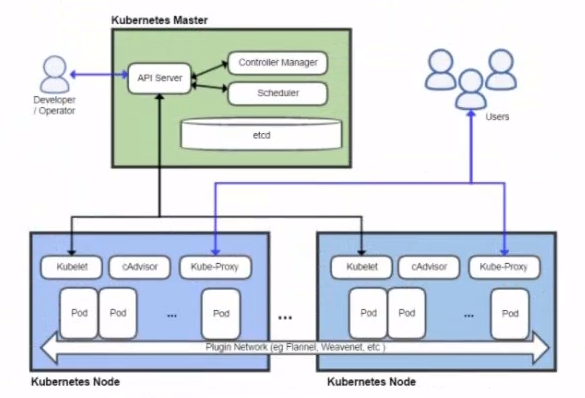 Kubernetes Master
API Server
Controller Manager
Scheduler
etcd
Developer
/ Operator
Users
Kubelet
cAdvisor
Kube-Proxy
Pod
Pod
...
Pod
...
Kubelet
cAdvisor
Kube-Proxy
Pod
Pod
...
Pod
Plugin Network (eg Flannel, Weavenet, etc )
Kubernetes Node
Kubernetes Node